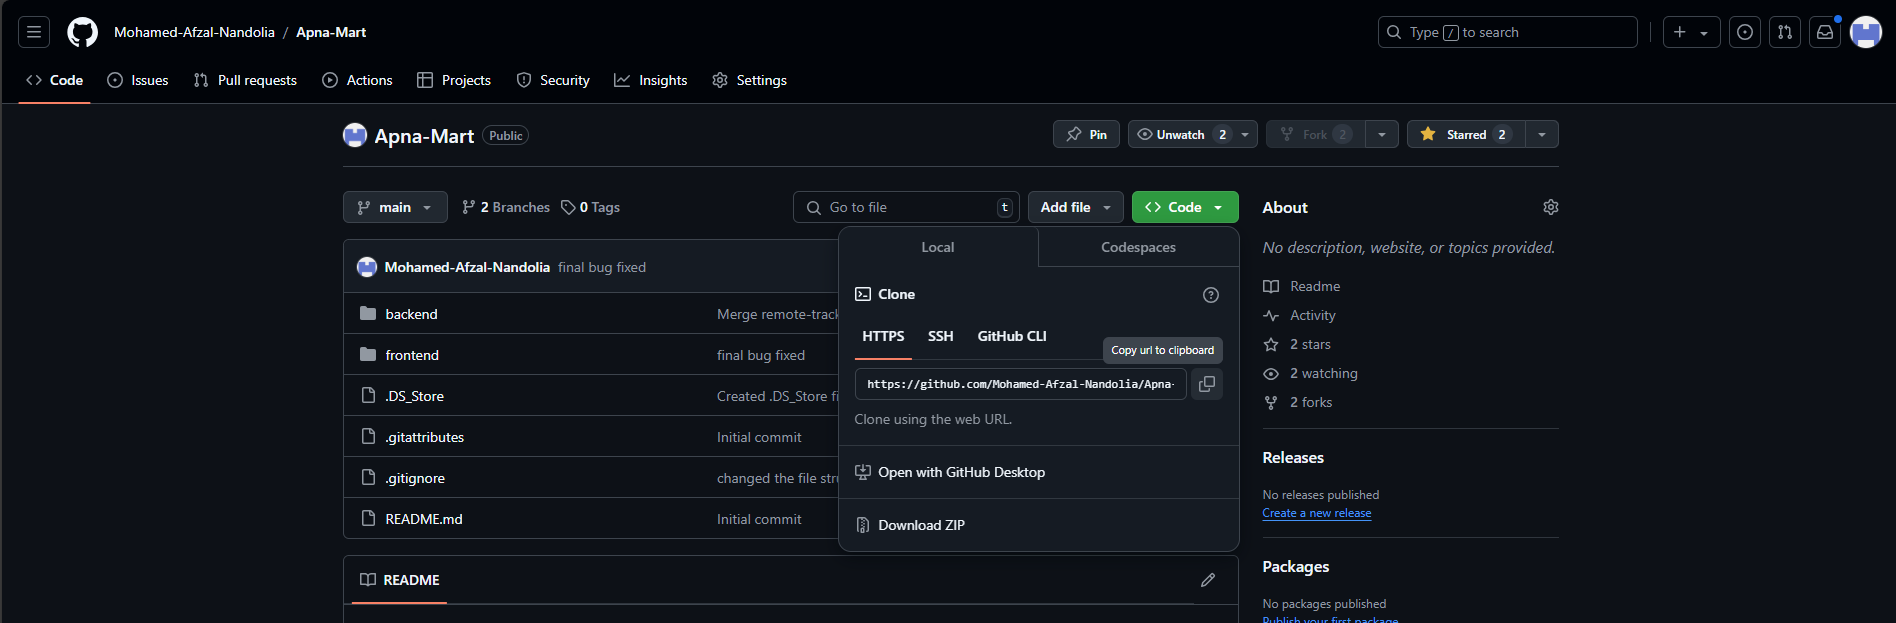 Mohamed-Afzal-Nandolia / Apna-Mart
Type / to search
Code Issues Pull requests Actions Projects Security Insights Settings
Apna-Mart Public
Pin Unwatch 2 Fork 2 Starred 2
main 2 Branches 0 Tags
Go to file t Add file Code
Mohamed-Afzal-Nandolia final bug fixed
backend Merge remote-track
frontend final bug fixed
.DS_Store Created .DS_Store fi
.gitattributes Initial commit
.gitignore changed the file stru
README.md Initial commit
README
Local Codespaces
Clone
HTTPS SSH GitHub CLI
Copy url to clipboard
https://github.com/Mohamed-Afzal-Nandolia/Apna-
Clone using the web URL.
Open with GitHub Desktop
Download ZIP
About
No description, website, or topics provided.
Readme
Activity
2 stars
2 watching
2 forks
Releases
No releases published
Create a new release
Packages
No packages published
Publish your first package